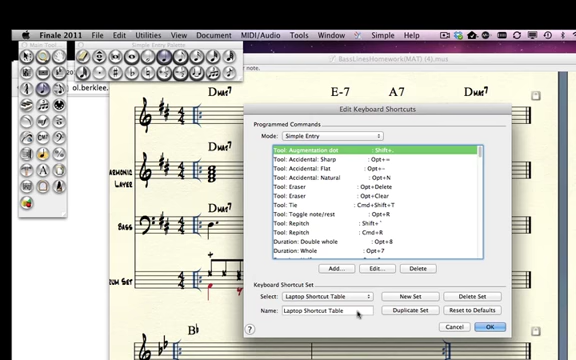 Finale 2011 File Edit Utilities View Document MIDI/Audio Tools Window
Main Tool
Simple Entry Palette
BassLinesHomework(MAT) (4).mus
note.
ol.berklee.
DMA7 E-7 A7
Edit Keyboard Shortcuts
Programmed Commands
Mode: Simple Entry
Tool: Augmentation dot : Shift+.
Tool: Accidental: Sharp : Opt+=
Tool: Accidental: Flat : Opt+-
Tool: Accidental: Natural : Opt+N
Tool: Eraser : Opt+Delete
Tool: Eraser : Opt+Clear
Tool: Tie : Cmd+Shift+T
Tool: Toggle note/rest : Opt+R
Tool: Repitch : Shift+`
Tool: Repitch : Cmd+R
Duration: Double whole : Opt+8
Duration: Whole : Opt+7
DMA7
ARMONIC
LAYER
DMA7
BASS
RUM SET
Add... Edit... Delete
Keyboard Shortcut Set
Select: Laptop Shortcut Table New Set Delete Set
Name: Laptop Shortcut Table Duplicate Set Reset to Defaults
? Cancel OK
Bb